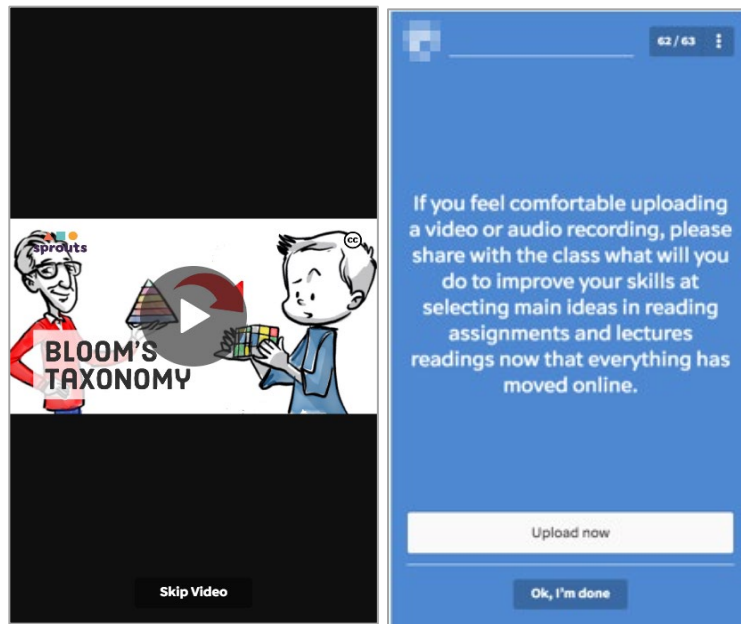 sprouts
CC
BLOOM'S
TAXONOMY
Skip Video
62/63
If you feel comfortable uploading
a video or audio recording, please
share with the class what will you
do to improve your skills at
selecting main ideas in reading
assignments and lectures
readings now that everything has
moved online.
Upload now
Ok, I'm done